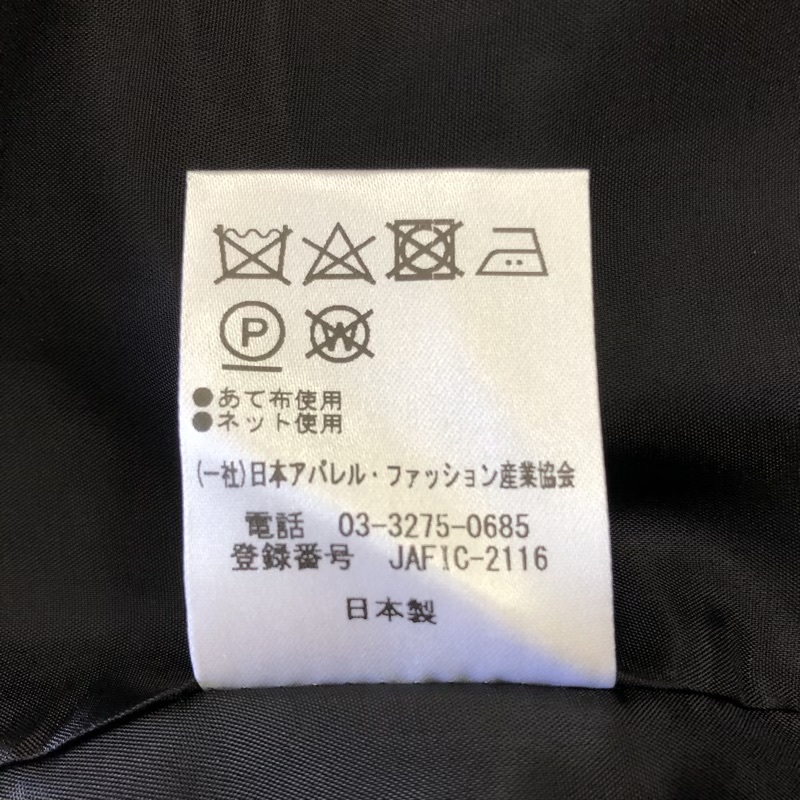 P W
●あて布使用
●ネット使用
(一社)日本アパレル・ファッション産業協会
電話 03-3275-0685
登録番号 JAFIC-2116
日本製